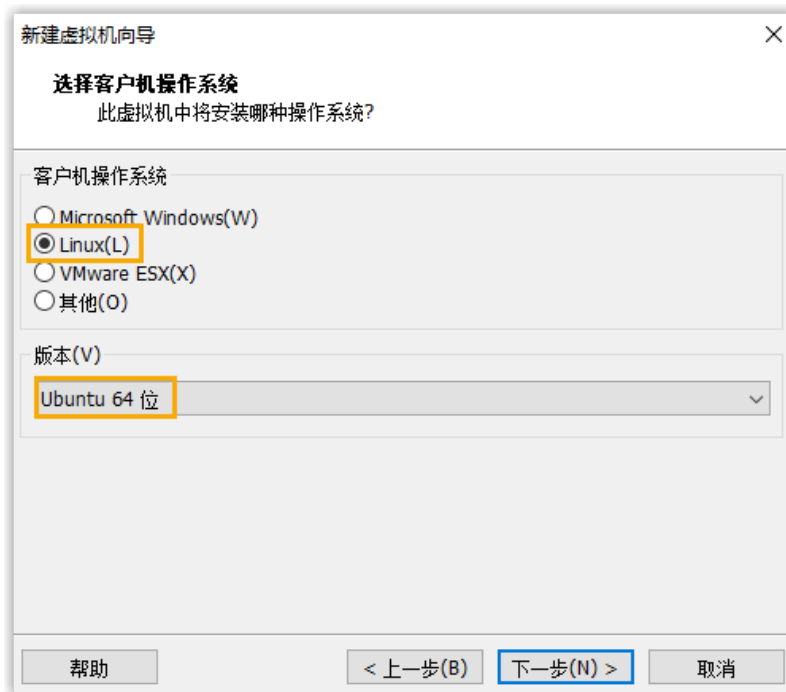 新建虚拟机向导
选择客户机操作系统
此虚拟机中将安装哪种操作系统?
客户机操作系统
Microsoft Windows(W)
Linux(L)
VMware ESX(X)
其他(O)
版本(V)
Ubuntu 64 位
帮助
< 上一步(B)
下一步(N) >
取消